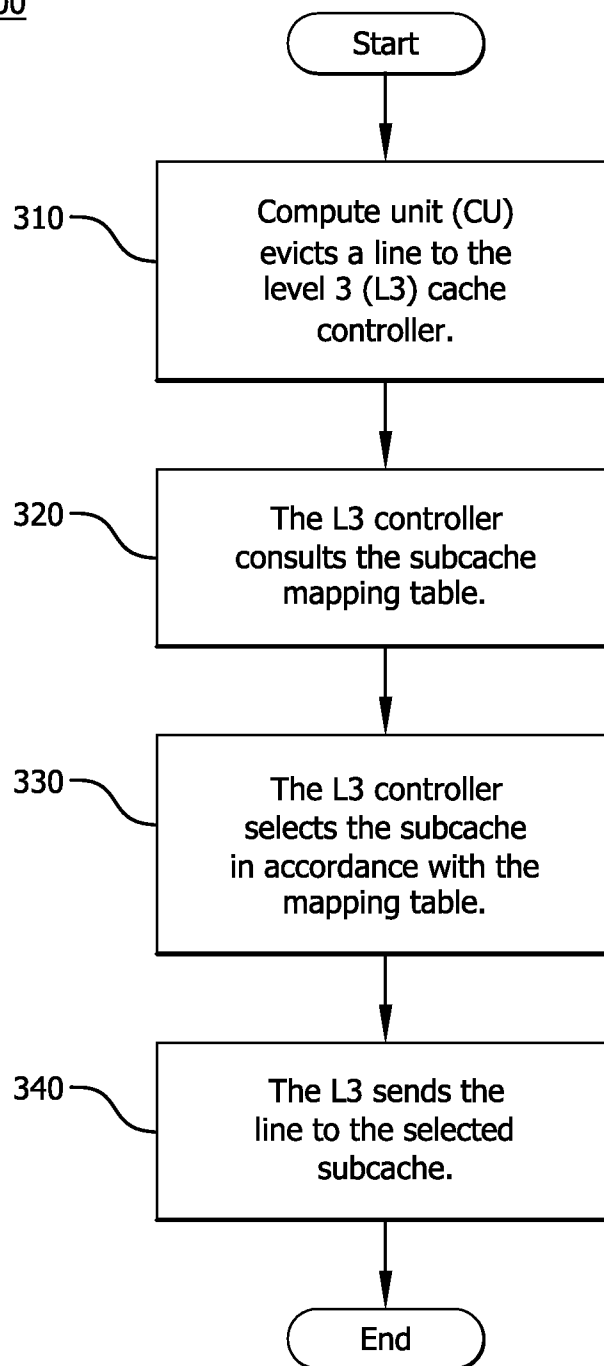 Start
310
Compute unit (CU)
evicts a line to the
level 3 (L3) cache
controller.
320
The L3 controller
consults the subcache
mapping table.
330
The L3 controller
selects the subcache
in accordance with the
mapping table.
340
The L3 sends the
line to the selected
subcache.
End